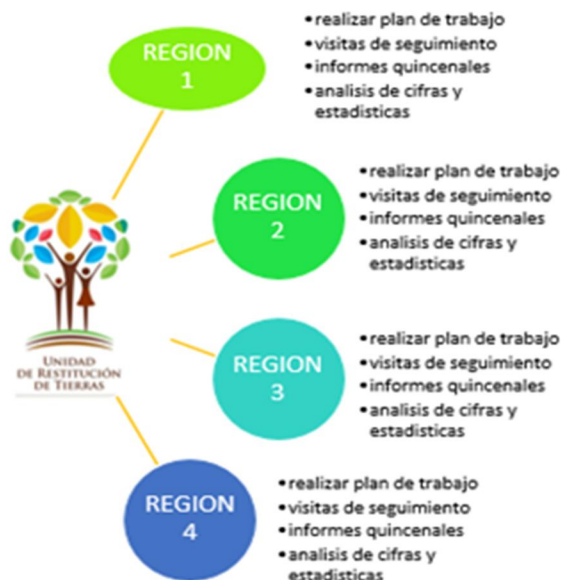 REGION
1
• realizar plan de trabajo
• visitas de seguimiento
• informes quincenales
• analisis de cifras y
estadisticas
REGION
2
• realizar plan de trabajo
• visitas de seguimiento
• informes quincenales
• analisis de cifras y
estadisticas
UNIDAD
DE RESTITUCIÓN
DE TIERRAS
REGION
3
• realizar plan de trabajo
• visitas de seguimiento
• informes quincenales
• analisis de cifras y
estadisticas
REGION
4
• realizar plan de trabajo
• visitas de seguimiento
• informes quincenales
• analisis de cifras y
estadisticas